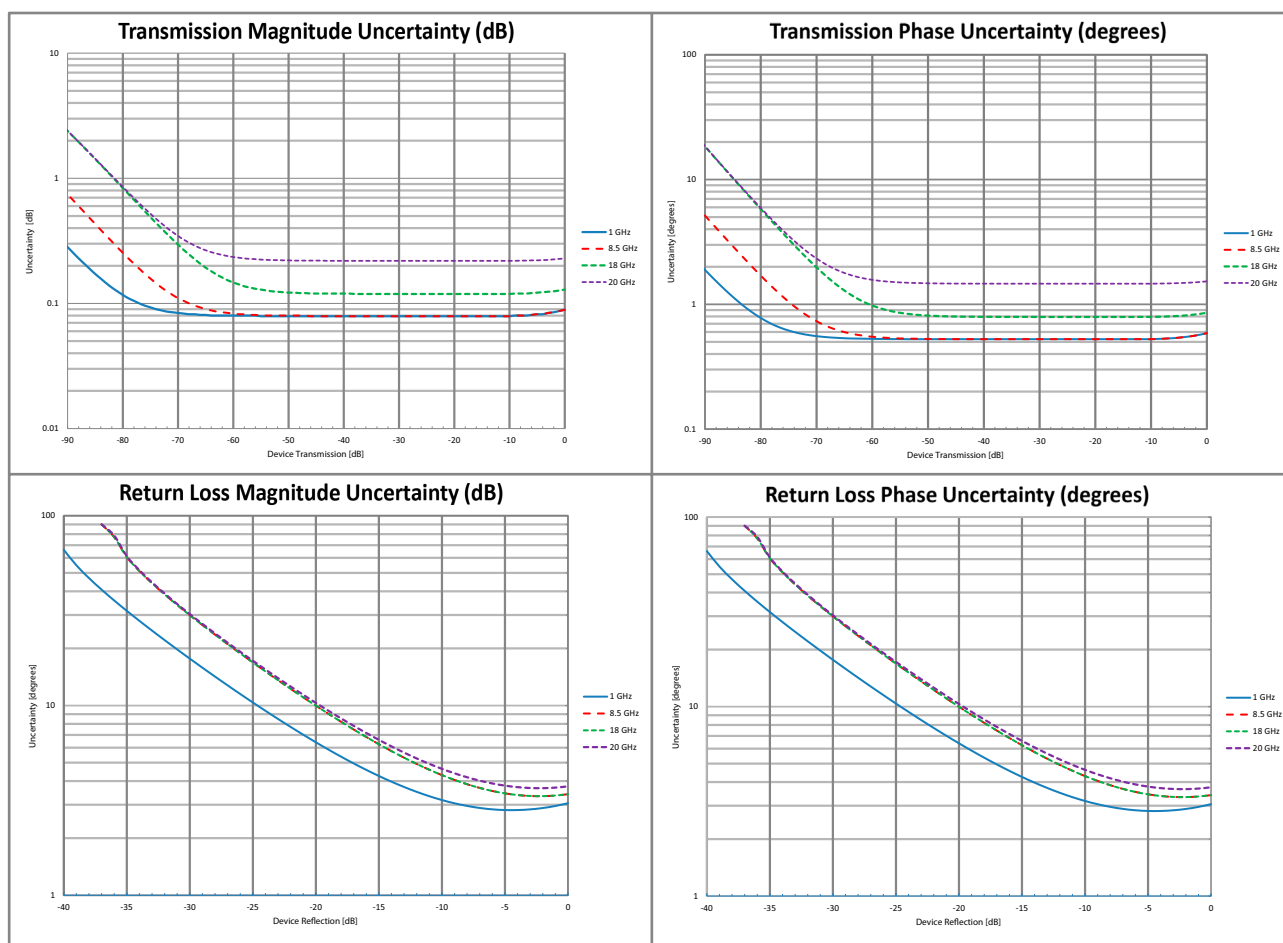 Transmission Magnitude Uncertainty (dB)
10
1
0.1
0.01
Uncertainty [dB]
-90 -80 -70 -60 -50 -40 -30 -20 -10 0
Device Transmission [dB]
1 GHz
8.5 GHz
18 GHz
20 GHz
Transmission Phase Uncertainty (degrees)
100
10
1
0.1
Uncertainty [degrees]
-90 -80 -70 -60 -50 -40 -30 -20 -10 0
Device Transmission [dB]
1 GHz
8.5 GHz
18 GHz
20 GHz
Return Loss Magnitude Uncertainty (dB)
100
10
1
Uncertainty [degrees]
-40 -35 -30 -25 -20 -15 -10 -5 0
Device Reflection [dB]
1 GHz
8.5 GHz
18 GHz
20 GHz
Return Loss Phase Uncertainty (degrees)
100
10
1
Uncertainty [degrees]
-40 -35 -30 -25 -20 -15 -10 -5 0
Device Reflection [dB]
1 GHz
8.5 GHz
18 GHz
20 GHz